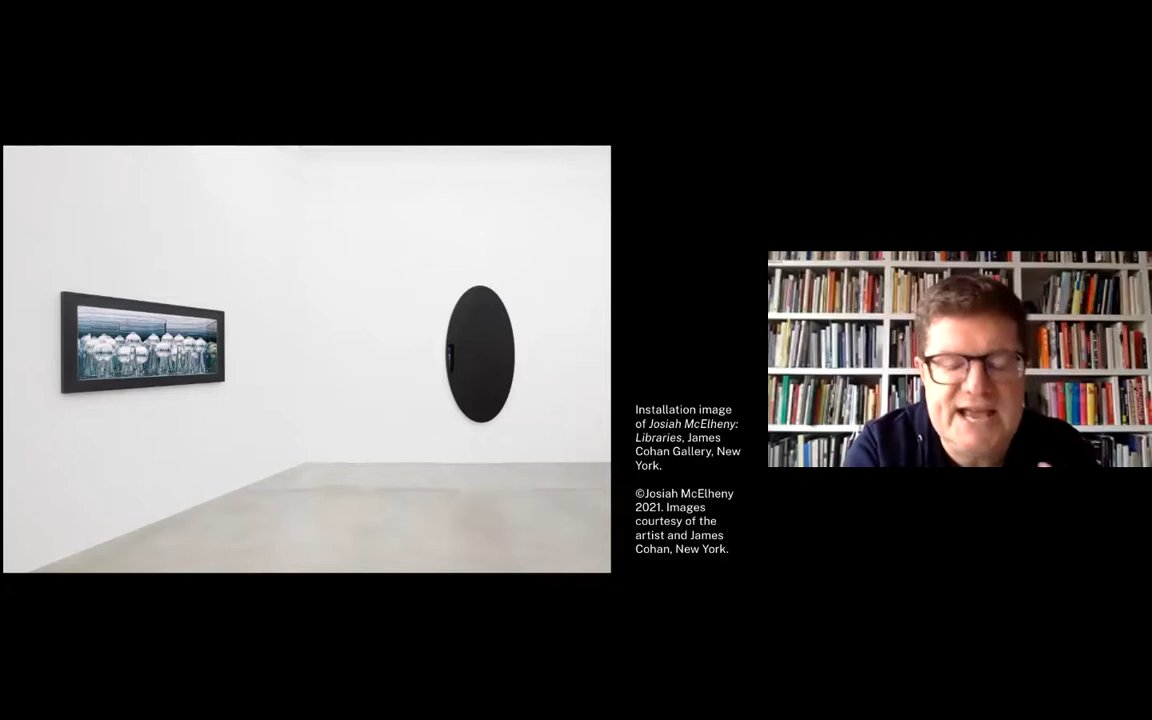 Installation image
of Josiah McElheny:
Libraries, James
Cohan Gallery, New
York.
©Josiah McElheny
2021. Images
courtesy of the
artist and James
Cohan, New York.